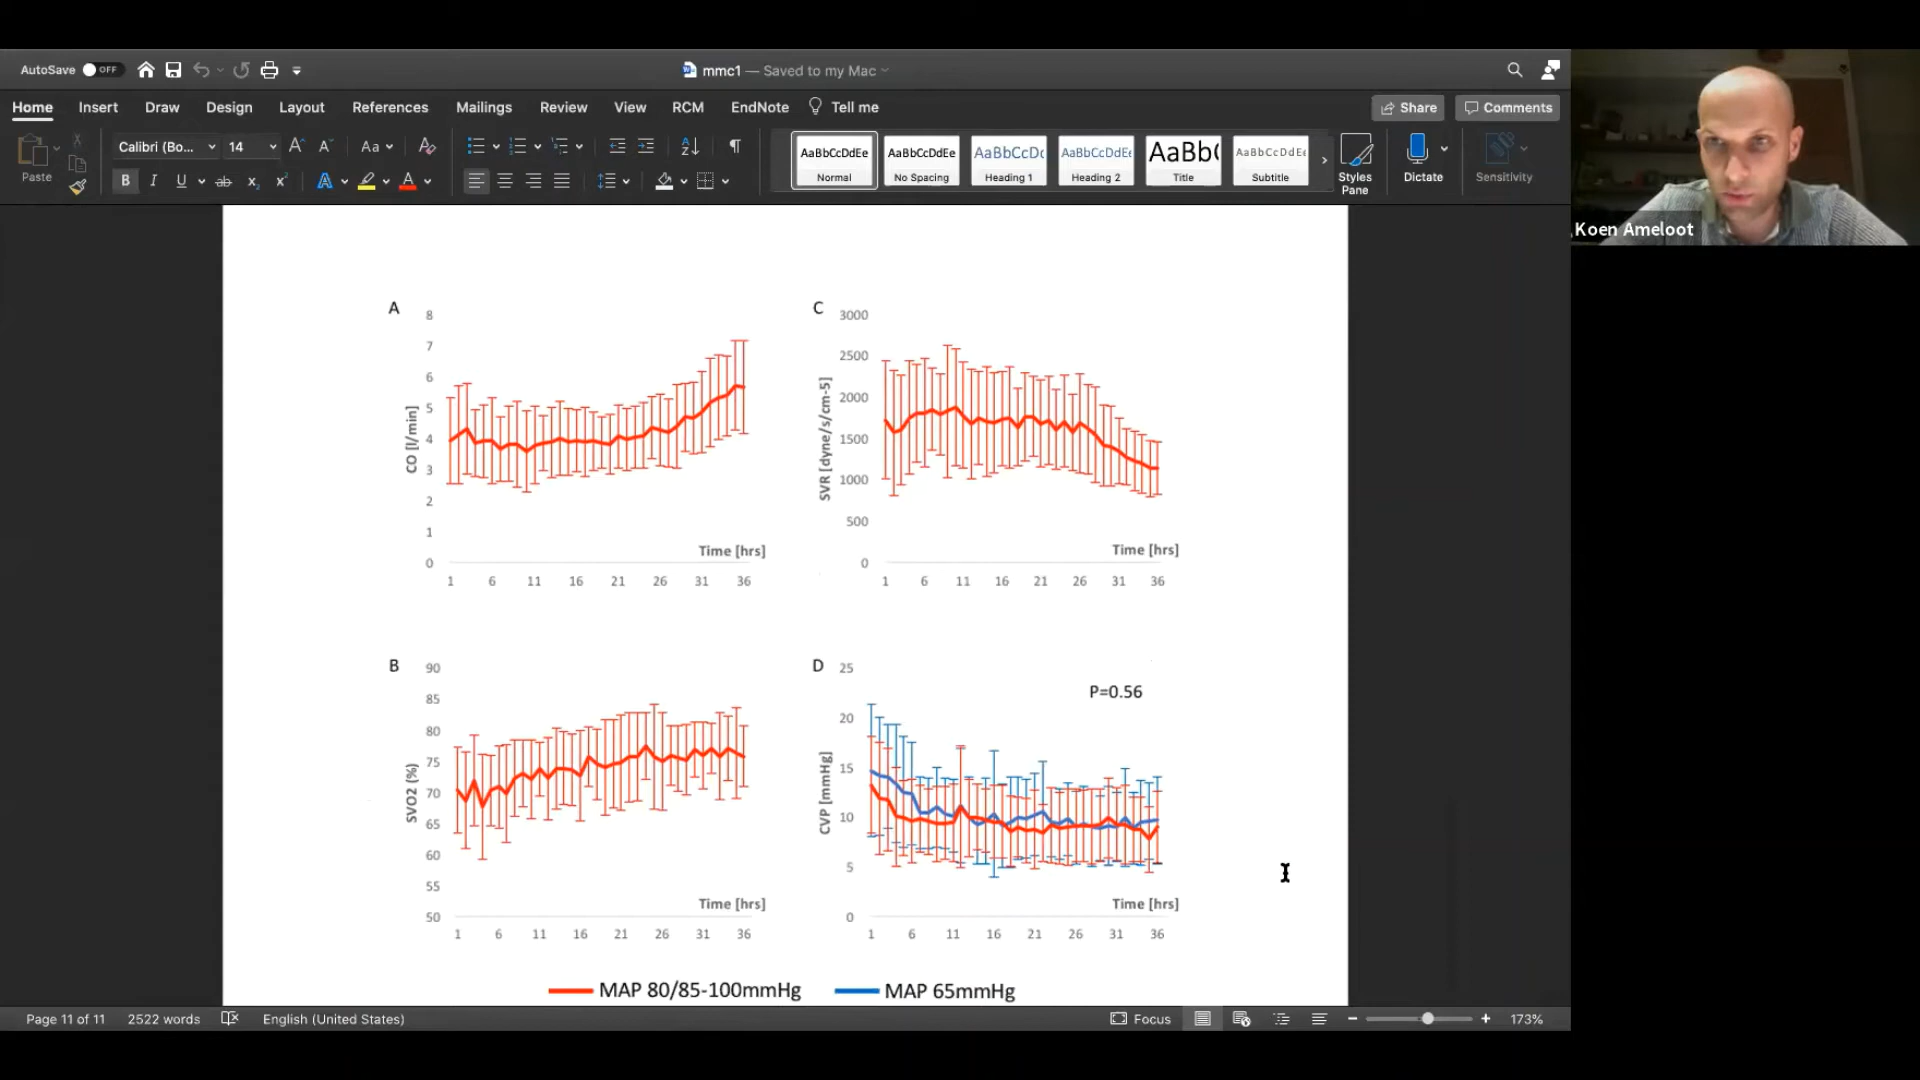 AutoSave OFF mmc1 — Saved to my Mac
Home Insert Draw Design Layout References Mailings Review View RCM EndNote Tell me Share Comments
Paste Calibri (Bo... 14 Aa AaBbCcDdEe AaBbCcDdEe AaBbCcDc AaBbCcDdEe AaBb( AaBbCcDdEe
B I U ab x x A A Normal No Spacing Heading 1 Heading 2 Title Subtitle Styles Pane Dictate Sensitivity
Koen Ameloot
A
CO [l/min]
8
7
6
5
4
3
2
1
0
Time [hrs]
1 6 11 16 21 26 31 36
C
SVR [dyne/s/cm-5]
3000
2500
2000
1500
1000
500
0
Time [hrs]
1 6 11 16 21 26 31 36
B
SVO2 (%)
90
85
80
75
70
65
60
55
50
Time [hrs]
1 6 11 16 21 26 31 36
D
CVP [mmHg]
25
20
15
10
5
0
P=0.56
Time [hrs]
1 6 11 16 21 26 31 36
MAP 80/85-100mmHg MAP 65mmHg
Page 11 of 11 2522 words English (United States) Focus 173%